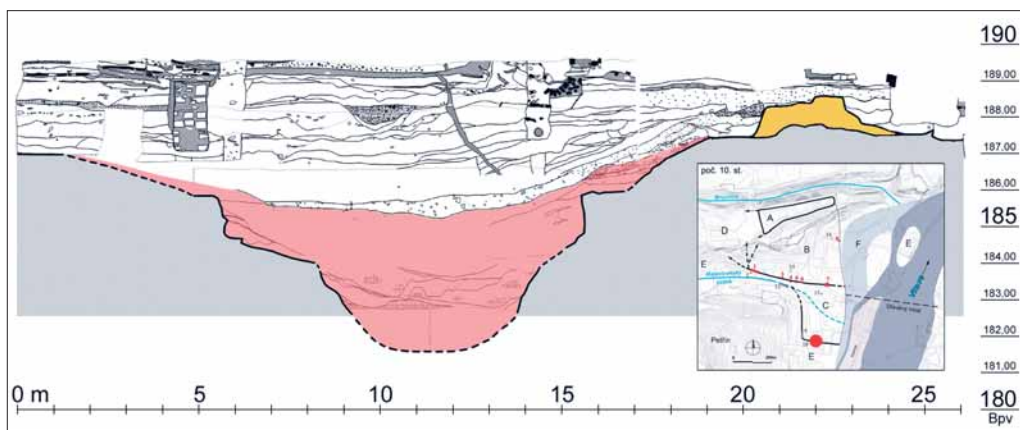 190
189,00
188,00
187,00
186,00
185
184,00
183,00
182,00
181,00
180
Bpv
0 m 5 10 15 20 25
poč. 10. st.
A
D
B
F
E
E
C
Vltava
Petřín
E